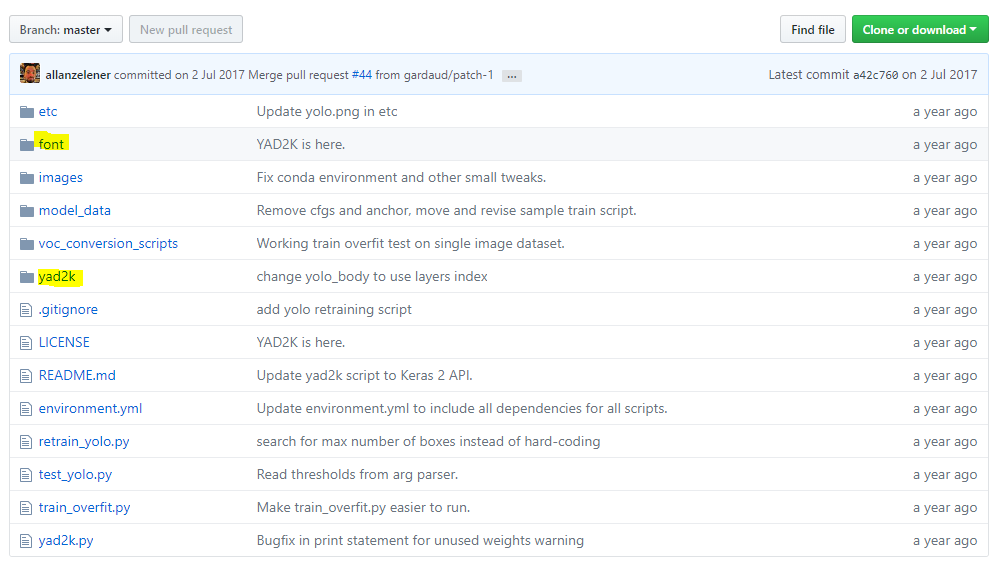 Branch: master New pull request Find file Clone or download
allanzelener committed on 2 Jul 2017 Merge pull request #44 from gardaud/patch-1 ... Latest commit a42c760 on 2 Jul 2017
etc Update yolo.png in etc a year ago
font YAD2K is here. a year ago
images Fix conda environment and other small tweaks. a year ago
model_data Remove cfgs and anchor, move and revise sample train script. a year ago
voc_conversion_scripts Working train overfit test on single image dataset. a year ago
yad2k change yolo_body to use layers index a year ago
.gitignore add yolo retraining script a year ago
LICENSE YAD2K is here. a year ago
README.md Update yad2k script to Keras 2 API. a year ago
environment.yml Update environment.yml to include all dependencies for all scripts. a year ago
retrain_yolo.py search for max number of boxes instead of hard-coding a year ago
test_yolo.py Read thresholds from arg parser. a year ago
train_overfit.py Make train_overfit.py easier to run. a year ago
yad2k.py Bugfix in print statement for unused weights warning a year ago